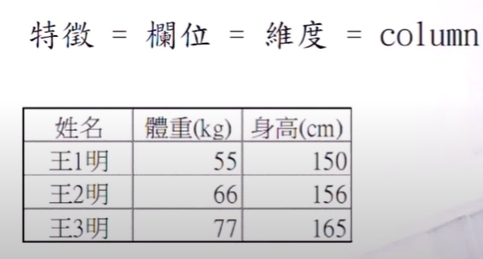 特徵 = 欄位 = 維度 = column
姓名 體重(kg) 身高(cm)
王1明 55 150
王2明 66 156
王3明 77 165